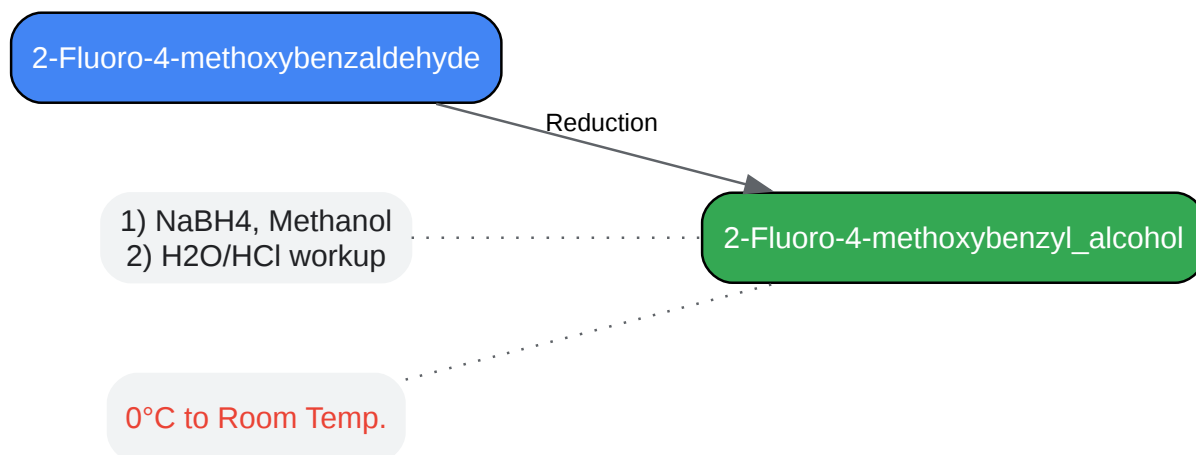 2-Fluoro-4-methoxybenzaldehyde
Reduction
1) NaBH4, Methanol
2) H2O/HCl workup
2-Fluoro-4-methoxybenzyl_alcohol
0°C to Room Temp.